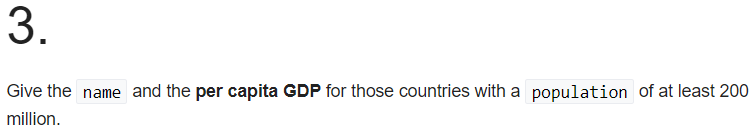 3.
Give the name and the per capita GDP for those countries with a population of at least 200
million.